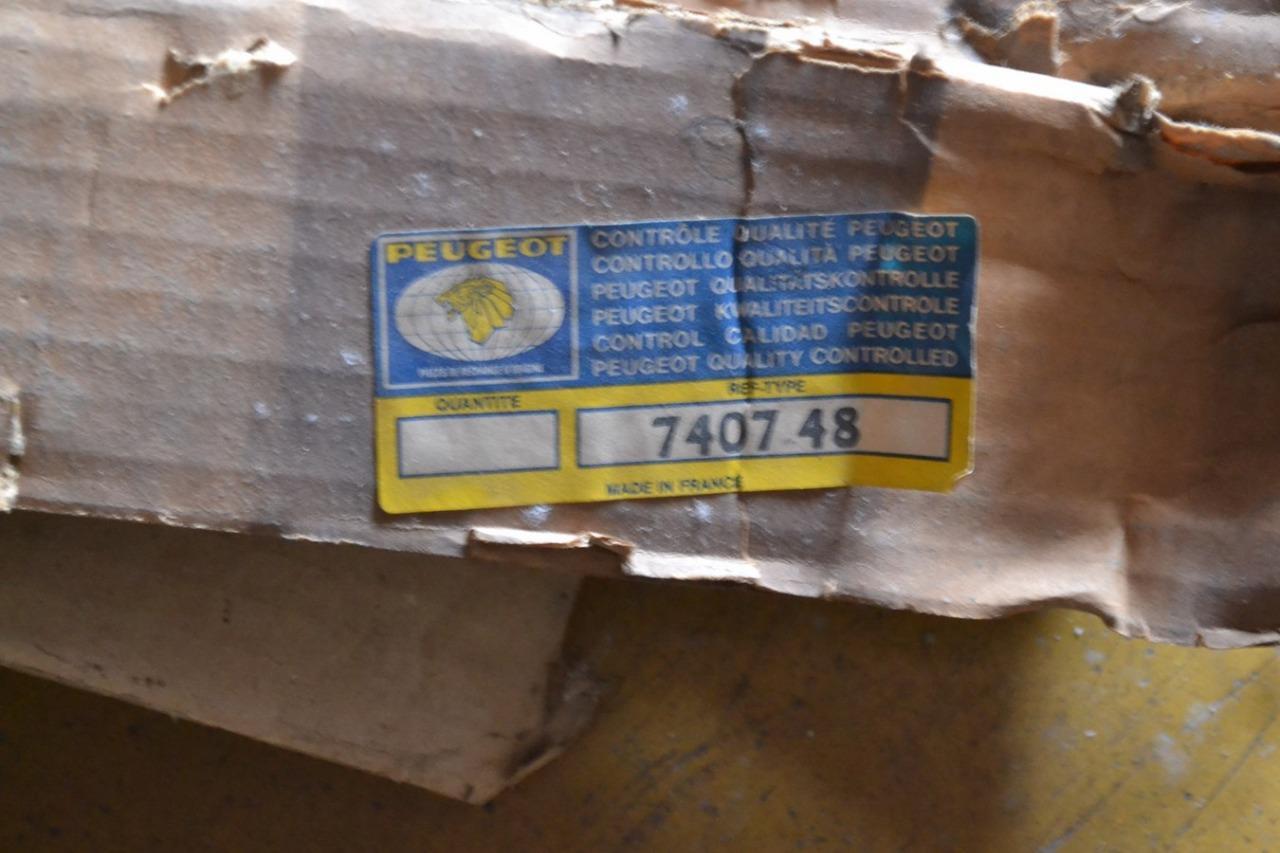 PEUGEOT
CONTRÔLE QUALITÉ PEUGEOT
CONTROLLO QUALITÀ PEUGEOT
PEUGEOT QUALITÄTSKONTROLLE
PEUGEOT KWALITEITSCONTROLE
CONTROL CALIDAD PEUGEOT
PEUGEOT QUALITY CONTROLLED
QUANTITÉ
REF-TYPE
7407 48
MADE IN FRANCE